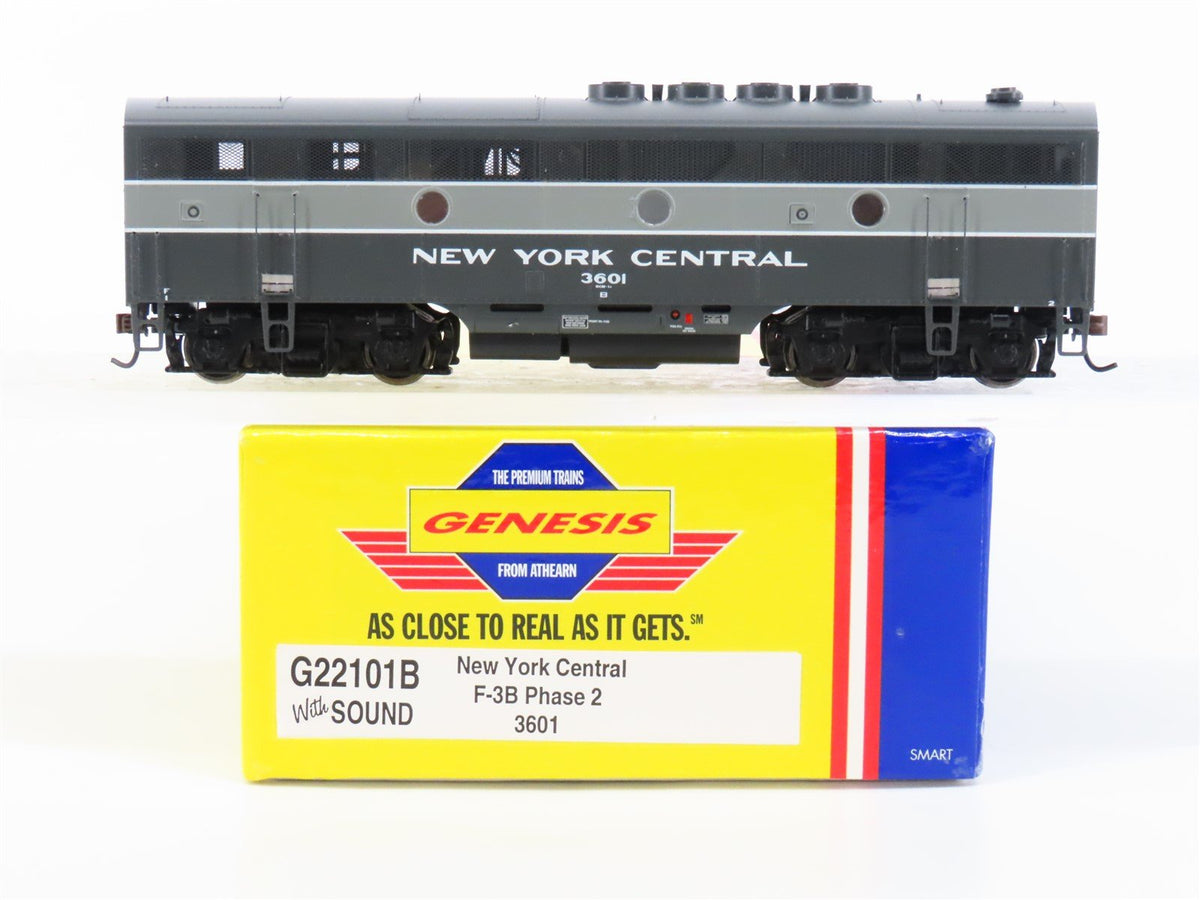 NEW YORK CENTRAL
3601
B
2
THE PREMIUM TRAINS
GENESIS
FROM ATHEARN
AS CLOSE TO REAL AS IT GETS.℠
G22101B
With SOUND
New York Central
F-3B Phase 2
3601
SMART